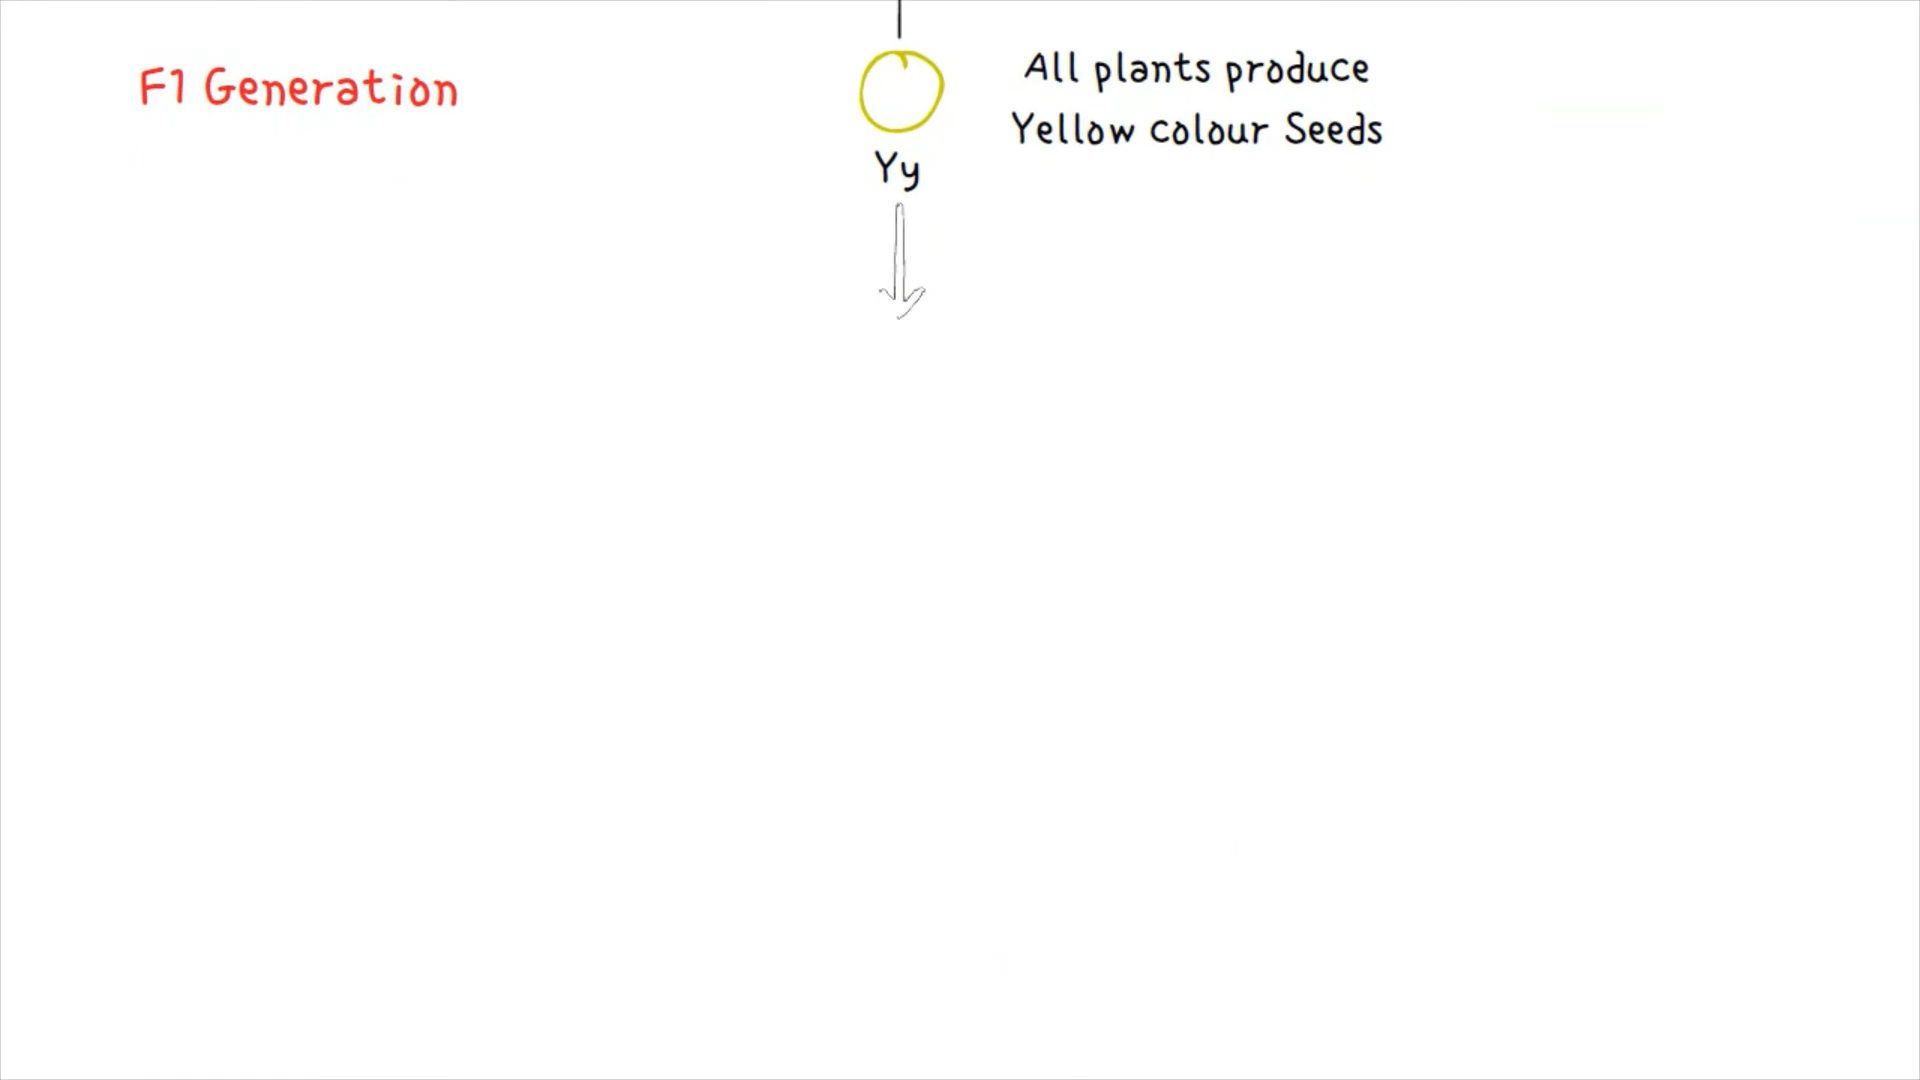 F1 Generation
All plants produce
Yellow colour Seeds
Yy